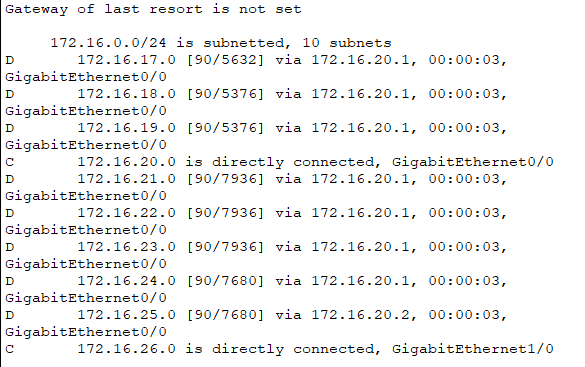 Gateway of last resort is not set
172.16.0.0/24 is subnetted, 10 subnets
D 172.16.17.0 [90/5632] via 172.16.20.1, 00:00:03,
GigabitEthernet0/0
D 172.16.18.0 [90/5376] via 172.16.20.1, 00:00:03,
GigabitEthernet0/0
D 172.16.19.0 [90/5376] via 172.16.20.1, 00:00:03,
GigabitEthernet0/0
C 172.16.20.0 is directly connected, GigabitEthernet0/0
D 172.16.21.0 [90/7936] via 172.16.20.1, 00:00:03,
GigabitEthernet0/0
D 172.16.22.0 [90/7936] via 172.16.20.1, 00:00:03,
GigabitEthernet0/0
D 172.16.23.0 [90/7936] via 172.16.20.1, 00:00:03,
GigabitEthernet0/0
D 172.16.24.0 [90/7680] via 172.16.20.1, 00:00:03,
GigabitEthernet0/0
D 172.16.25.0 [90/7680] via 172.16.20.2, 00:00:03,
GigabitEthernet0/0
C 172.16.26.0 is directly connected, GigabitEthernet1/0